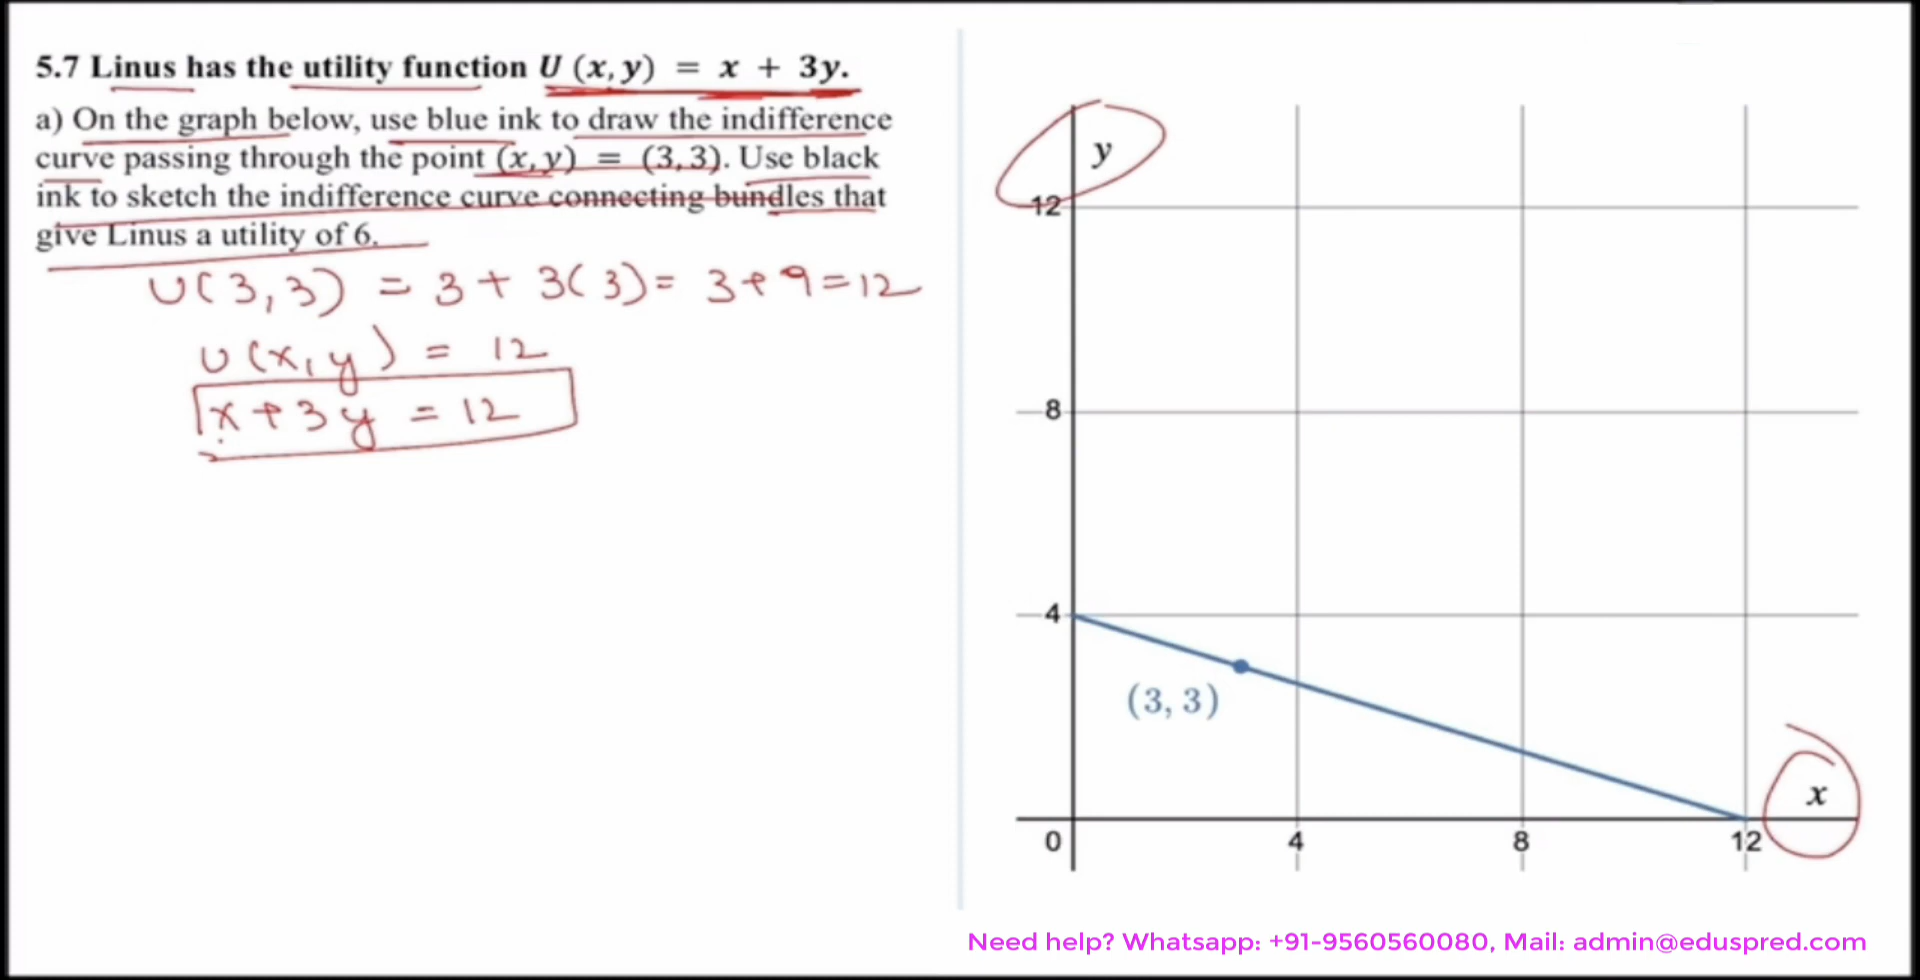 5.7 Linus has the utility function U (x, y) = x + 3y.
a) On the graph below, use blue ink to draw the indifference
curve passing through the point (x, y) = (3,3). Use black
ink to sketch the indifference curve connecting bundles that
give Linus a utility of 6.
U(3,3) = 3 + 3(3) = 3+9=12
U(x,y) = 12
x+3y = 12
y
12
8
4
(3, 3)
x
0 4 8 12
Need help? Whatsapp: +91-9560560080, Mail: admin@eduspred.com